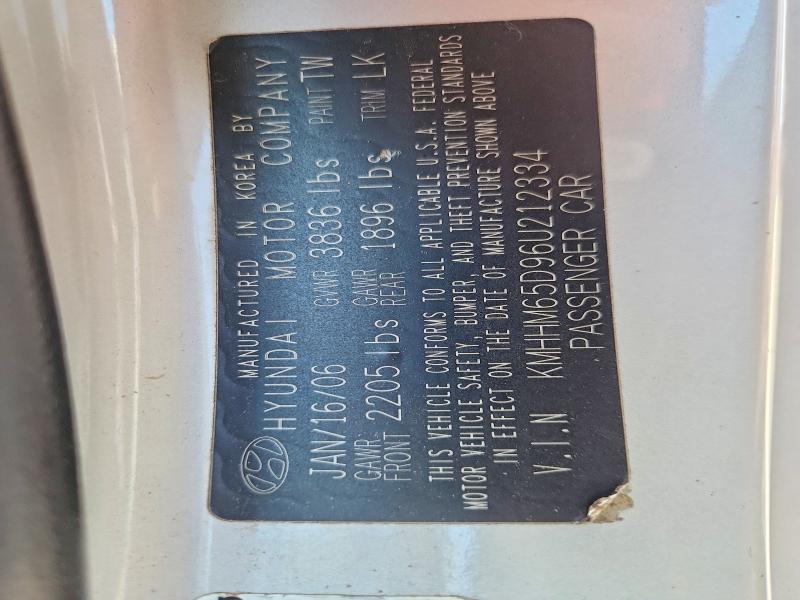 MANUFACTURED IN KOREA BY
HYUNDAI MOTOR COMPANY
JAN/16/06 GVWR 3836 lbs PAINT TW
GAWR FRONT 2205 lbs GAWR REAR 1896 lbs TRIM LK
THIS VEHICLE CONFORMS TO ALL APPLICABLE U.S.A. FEDERAL
MOTOR VEHICLE SAFETY, BUMPER, AND THEFT PREVENTION STANDARDS
IN EFFECT ON THE DATE OF MANUFACTURE SHOWN ABOVE
V.I.N KMHHM65D96U212334
PASSENGER CAR